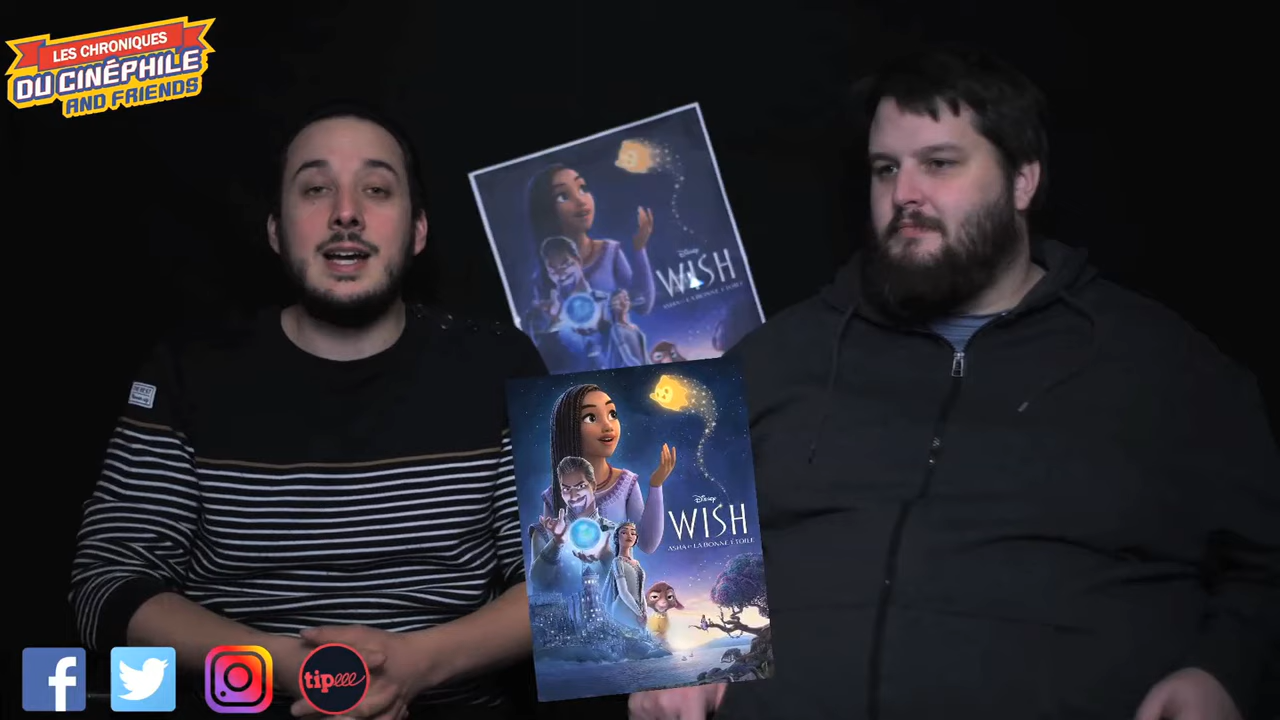 LES CHRONIQUES
DU CINÉPHILE
AND FRIENDS
Disney
WISH
ASHA ET LA BONNE ÉTOILE
Disney
WISH
ASHA ET LA BONNE ÉTOILE
tipeee